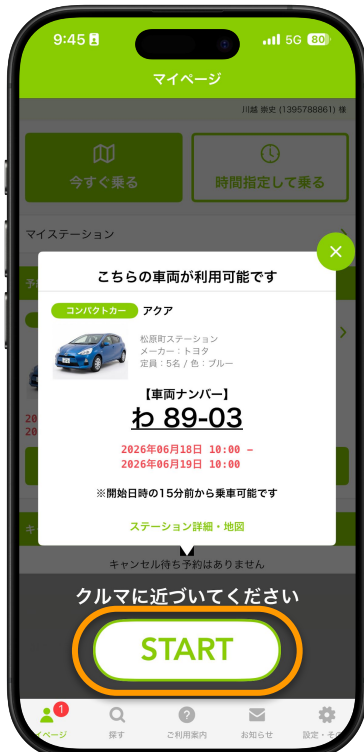 9:45
5G 80
マイページ
川越 崇史 (1395788861) 様
今すぐ乗る
時間指定して乗る
マイステーション
こちらの車両が利用可能です
コンパクトカー アクア
松原町ステーション
メーカー：トヨタ
定員：5名 / 色：ブルー
【車両ナンバー】
わ 89-03
2026年06月18日 10:00 −
2026年06月19日 10:00
※開始日時の15分前から乗車可能です
ステーション詳細・地図
キャンセル待ち予約はありません
クルマに近づいてください
START
1
イページ
探す
ご利用案内
お知らせ
設定・その